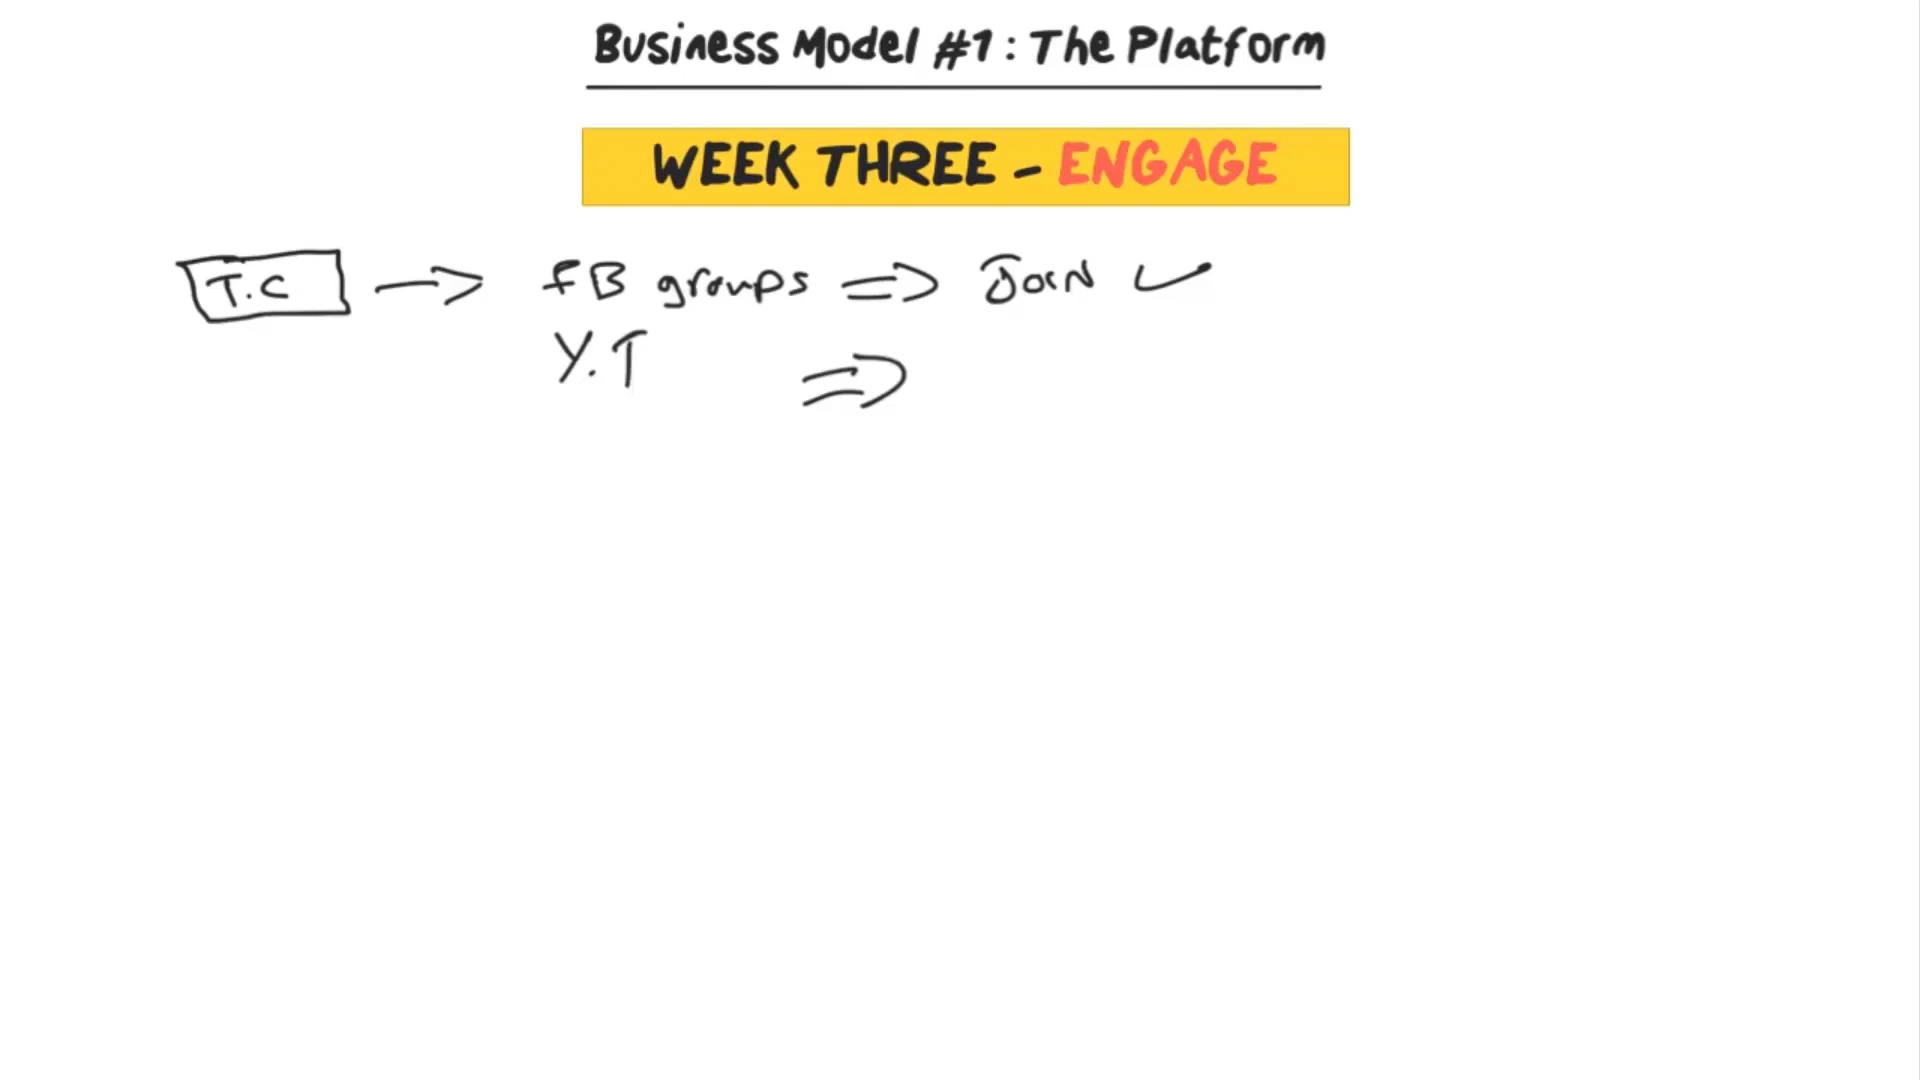 Business Model #1: The Platform
WEEK THREE - ENGAGE
T.C → FB groups ⇒ Join ✓
Y.T ⇒